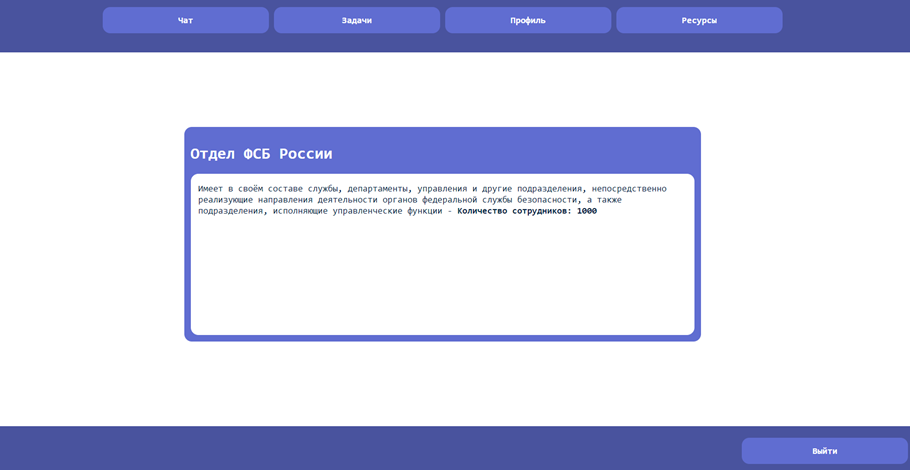 Чат
Задачи
Профиль
Ресурсы
Отдел ФСБ России
Имеет в своём составе службы, департаменты, управления и другие подразделения, непосредственно
реализующие направления деятельности органов федеральной службы безопасности, а также
подразделения, исполняющие управленческие функции - Количество сотрудников: 1000
Выйти